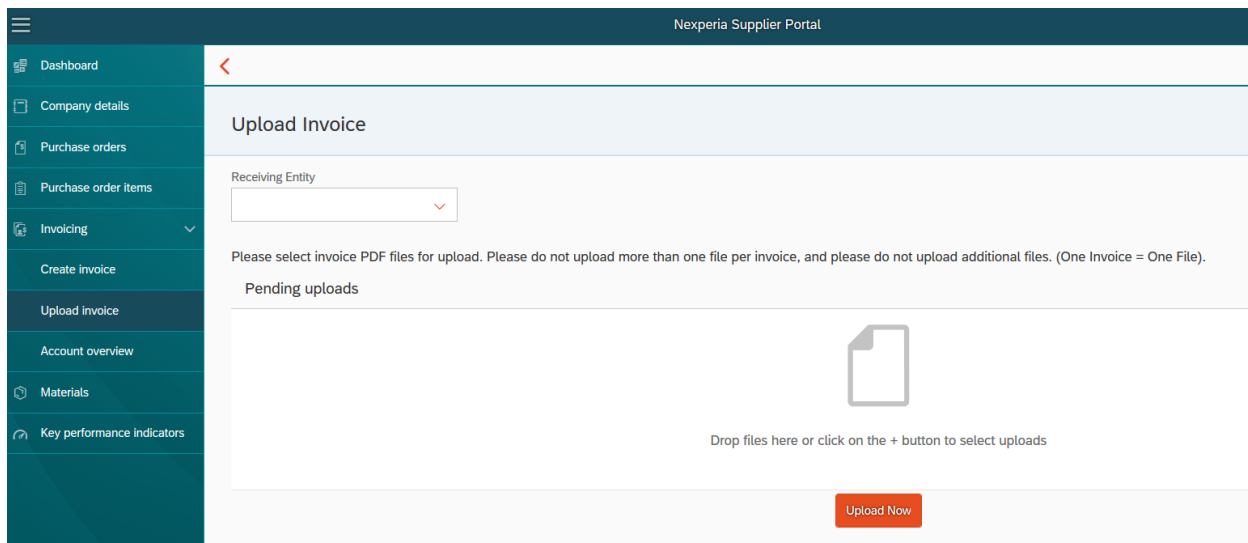 Nexperia Supplier Portal
Dashboard
Company details
Purchase orders
Purchase order items
Invoicing
Create invoice
Upload invoice
Account overview
Materials
Key performance indicators
Upload Invoice
Receiving Entity
Please select invoice PDF files for upload. Please do not upload more than one file per invoice, and please do not upload additional files. (One Invoice = One File).
Pending uploads
Drop files here or click on the + button to select uploads
Upload Now